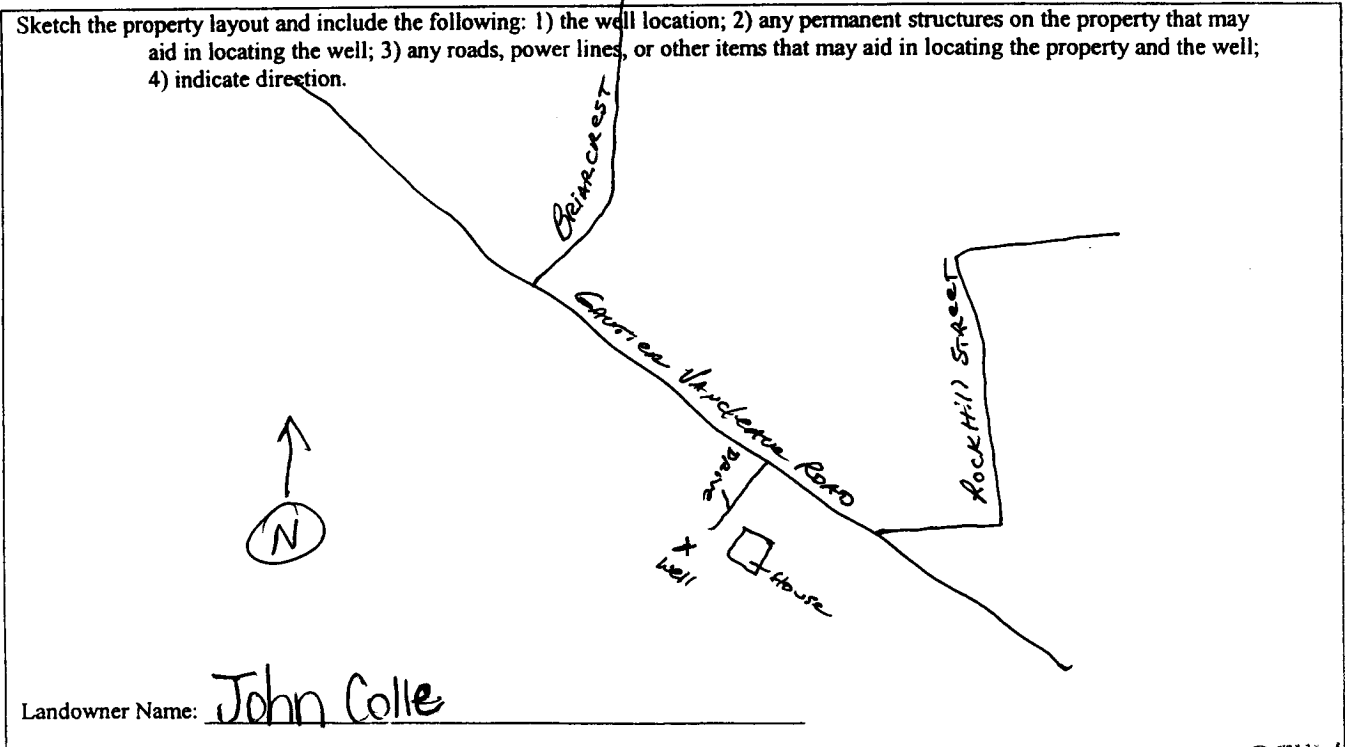 Sketch the property layout and include the following: 1) the well location; 2) any permanent structures on the property that may
aid in locating the well; 3) any roads, power lines, or other items that may aid in locating the property and the well;
4) indicate direction.
BRIARCREST
GAUTIER VANCLEAVE ROAD
ROCK Hill STREET
DRIVE
N
X
well
House
Landowner Name: John Colle